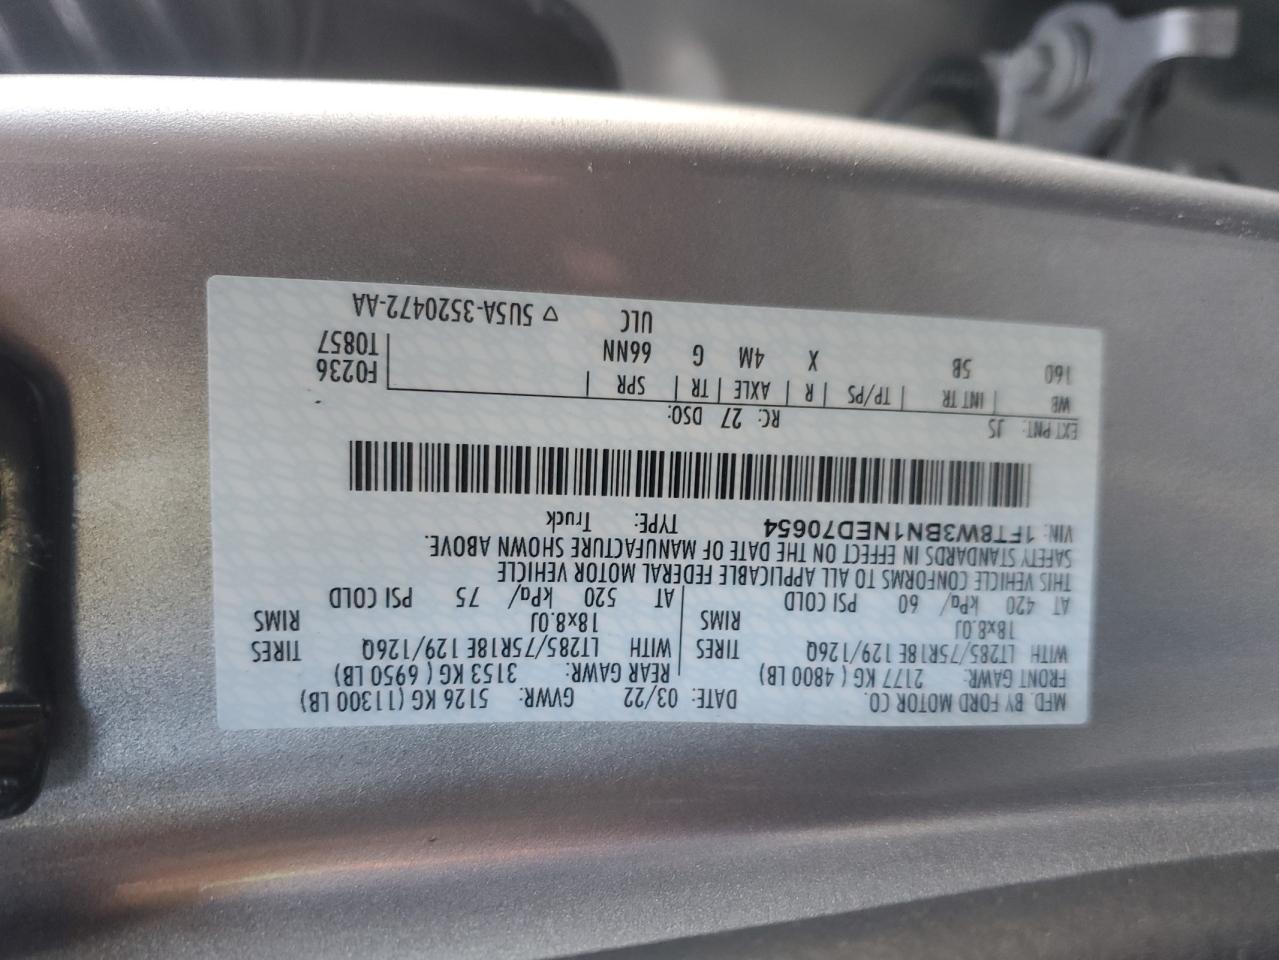 MFD. BY FORD MOTOR CO. DATE: 03/22 GVWR: 5126 KG (11300 LB)
FRONT GAWR: 2177 KG ( 4800 LB) REAR GAWR: 3153 KG ( 6950 LB)
WITH LT285/75R18E 129/126Q TIRES WITH LT285/75R18E 129/126Q TIRES
18x8.0J RIMS 18x8.0J RIMS
AT 420 kPa/ 60 PSI COLD AT 520 kPa/ 75 PSI COLD
THIS VEHICLE CONFORMS TO ALL APPLICABLE FEDERAL MOTOR VEHICLE
SAFETY STANDARDS IN EFFECT ON THE DATE OF MANUFACTURE SHOWN ABOVE.
VIN: 1FT8W3BN1NED70654 TYPE: Truck
EXT PNT: JS RC: 27 DSO:
WB | INT TR | TP/PS | R | AXLE | TR | SPR | F0236
160 5B X 4M G 66NN T0857
ULC ▽ 5U5A-3520472-AA